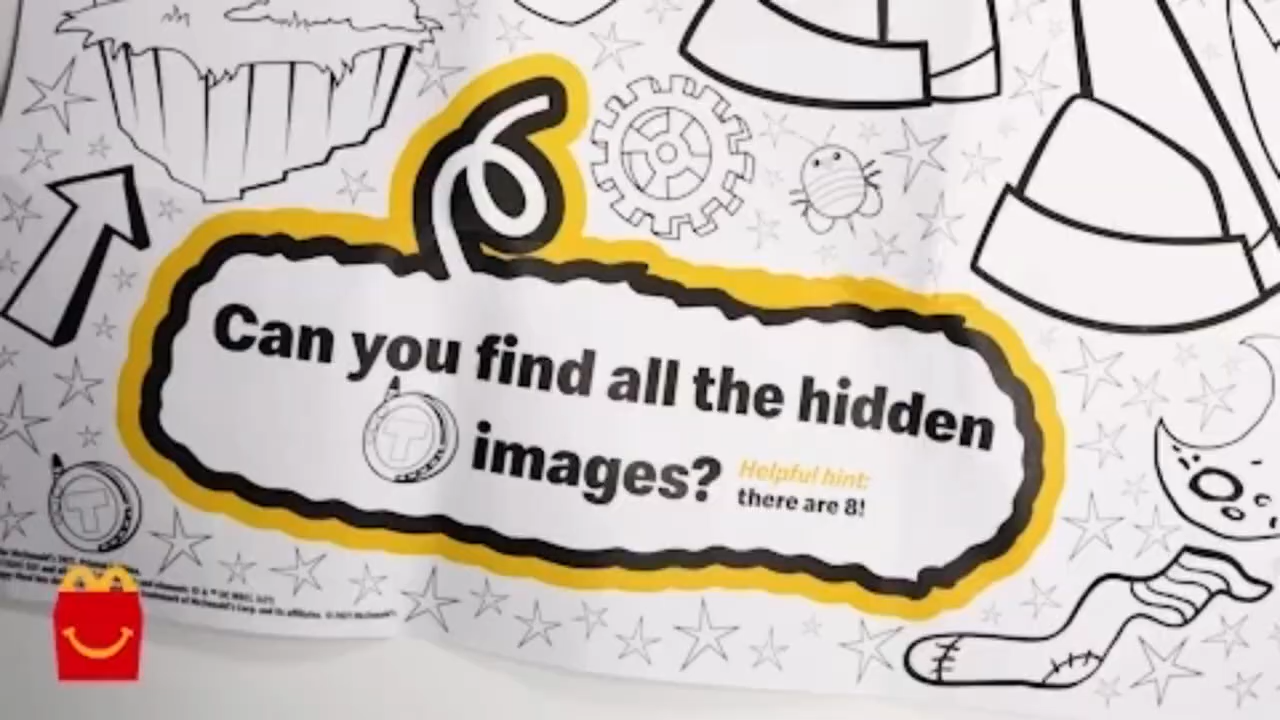 Can you find all the hidden
images?
Helpful hint:
there are 8!